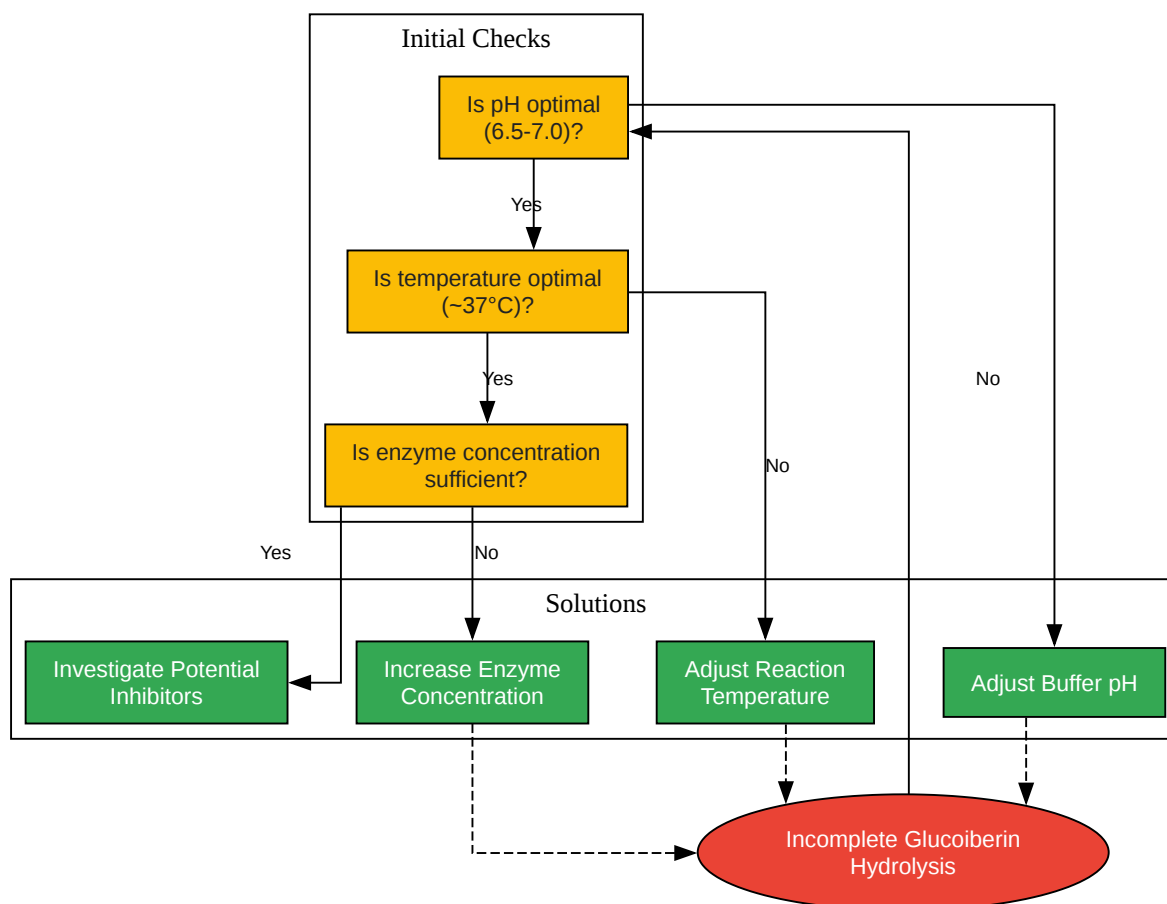 Initial Checks
Is pH optimal
(6.5-7.0)?
Yes
Is temperature optimal
(~37°C)?
No
Yes
Is enzyme concentration
sufficient?
No
Yes
No
Solutions
Investigate Potential
Inhibitors
Increase Enzyme
Concentration
Adjust Reaction
Temperature
Adjust Buffer pH
Incomplete Glucoiberin
Hydrolysis